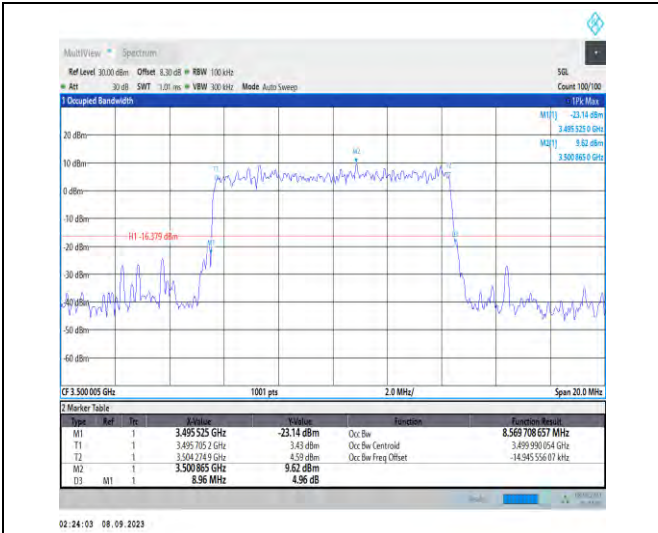 MultiView Spectrum
Ref Level 30.00 dBm Offset 8.30 dB RBW 100 kHz SGL
Att 30 dB SWT 1.01 ms VBW 300 kHz Mode Auto Sweep Count 100/100
1 Occupied Bandwidth 1Pk Max
M1[1] -23.14 dBm
3.495 525 0 GHz
M2[1] 9.62 dBm
3.500 865 0 GHz
20 dBm
M2
10 dBm
T1 T2
0 dBm
-10 dBm
H1 -16.379 dBm
D3
-20 dBm
M1
-30 dBm
-40 dBm
-50 dBm
-60 dBm
CF 3.500 005 GHz 1001 pts 2.0 MHz/ Span 20.0 MHz
2 Marker Table
Type Ref Trc X-Value Y-Value Function Function Result
M1 1 3.495 525 GHz -23.14 dBm Occ Bw 8.569 708 657 MHz
T1 1 3.495 705 2 GHz 3.43 dBm Occ Bw Centroid 3.499 990 054 GHz
T2 1 3.504 274 9 GHz 4.59 dBm Occ Bw Freq Offset -14.945 556 07 kHz
M2 1 3.500 865 GHz 9.62 dBm
D3 M1 1 8.96 MHz 4.96 dB
02:24:03 08.09.2023